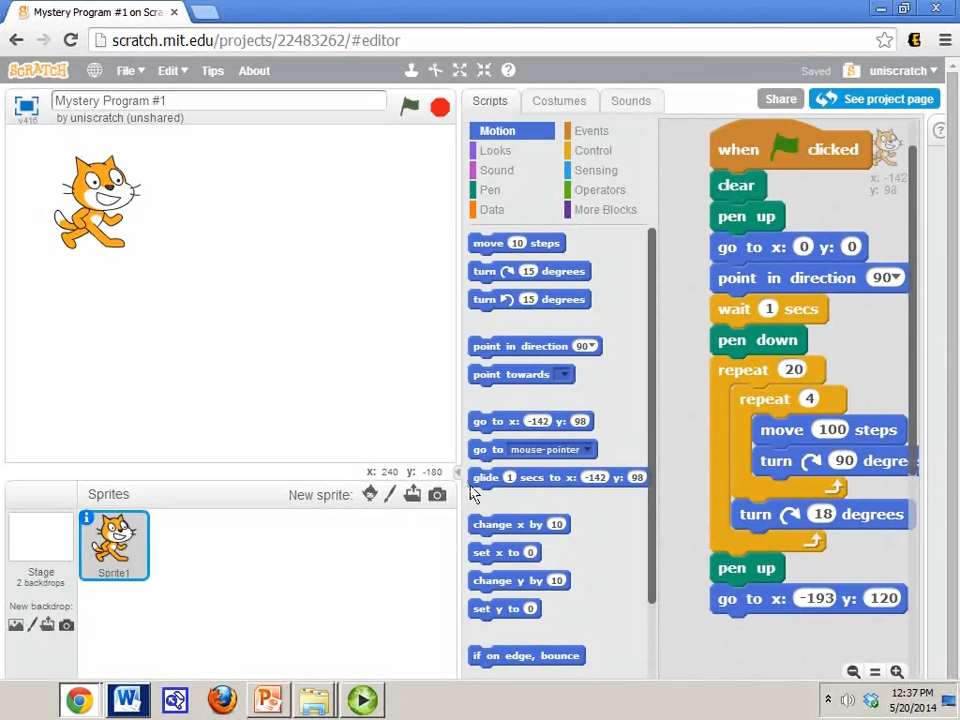 Mystery Program #1 on Scra
scratch.mit.edu/projects/22483262/#editor
SCRATCH File Edit Tips About Saved uniscratch
Mystery Program #1
by uniscratch (unshared)
v416
Scripts Costumes Sounds
Share See project page
Motion Events
Looks Control
Sound Sensing
Pen Operators
Data More Blocks
move 10 steps
turn 15 degrees
turn 15 degrees
point in direction 90
point towards
go to x: -142 y: 98
go to mouse-pointer
glide 1 secs to x: -142 y: 98
change x by 10
set x to 0
change y by 10
set y to 0
if on edge, bounce
x: -142
y: 98
when clicked
clear
pen up
go to x: 0 y: 0
point in direction 90
wait 1 secs
pen down
repeat 20
repeat 4
move 100 steps
turn 90 degre
turn 18 degrees
pen up
go to x: -193 y: 120
x: 240 y: -180
Sprites New sprite:
Stage
2 backdrops
New backdrop:
Sprite1
12:37 PM
5/20/2014